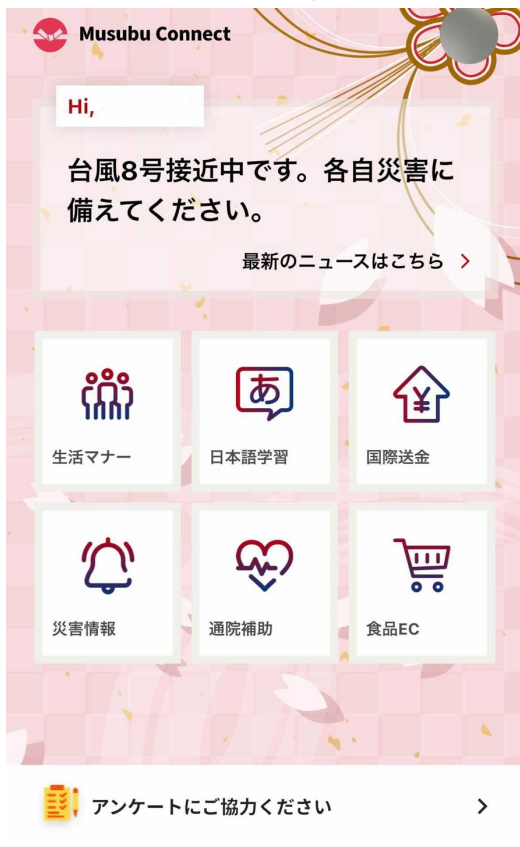 Musubu Connect
Hi,
台風8号接近中です。各自災害に
備えてください。
最新のニュースはこちら
生活マナー
日本語学習
国際送金
災害情報
通院補助
食品EC
アンケートにご協力ください